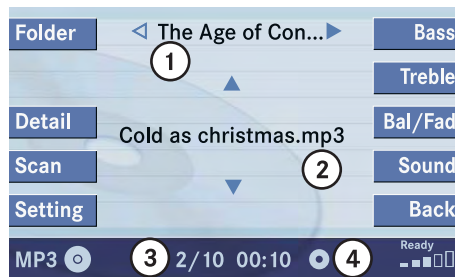 Folder
The Age of Con...
Bass
1
Treble
Detail
Bal/Fad
Cold as christmas.mp3
Scan
2
Sound
Setting
Back
MP3
3
2/10 00:10
4
Ready